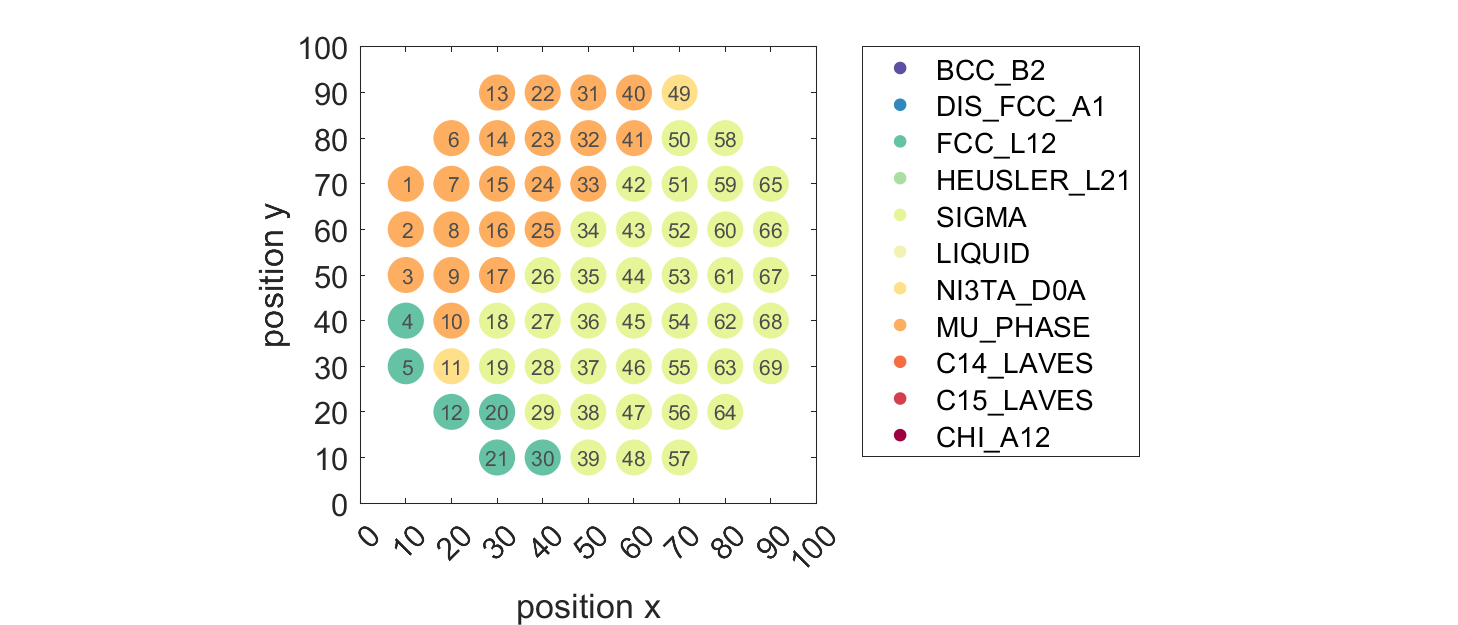 100
90
80
70
60
50
40
30
20
10
0
position y
13 22 31 40 49
6 14 23 32 41 50 58
1 7 15 24 33 42 51 59 65
2 8 16 25 34 43 52 60 66
3 9 17 26 35 44 53 61 67
4 10 18 27 36 45 54 62 68
5 11 19 28 37 46 55 63 69
12 20 29 38 47 56 64
21 30 39 48 57
0 10 20 30 40 50 60 70 80 90 100
position x
BCC_B2
DIS_FCC_A1
FCC_L12
HEUSLER_L21
SIGMA
LIQUID
NI3TA_D0A
MU_PHASE
C14_LAVES
C15_LAVES
CHI_A12